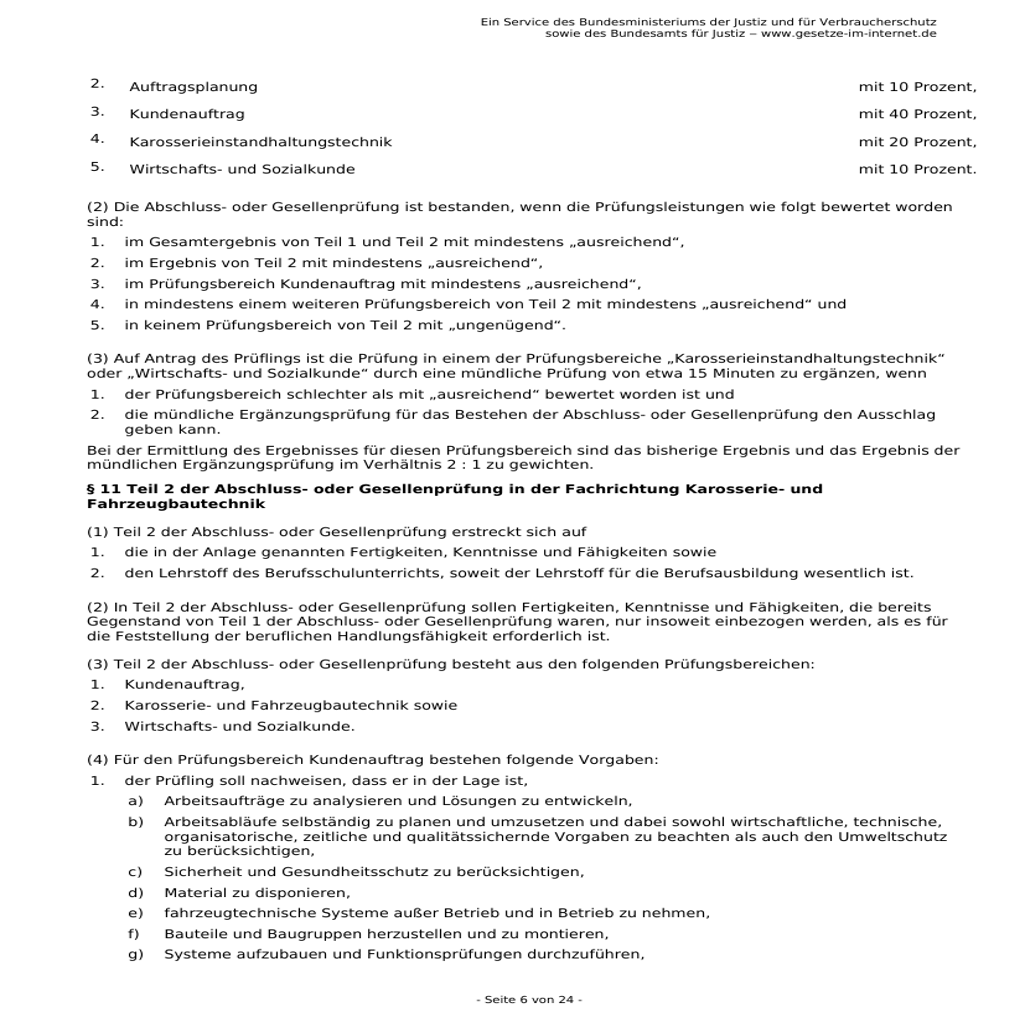 Ein Service des Bundesministeriums der Justiz und für Verbraucherschutz
sowie des Bundesamts für Justiz ‒ www.gesetze-im-internet.de
2. Auftragsplanung mit 10 Prozent,
3. Kundenauftrag mit 40 Prozent,
4. Karosserieinstandhaltungstechnik mit 20 Prozent,
5. Wirtschafts- und Sozialkunde mit 10 Prozent.
(2) Die Abschluss- oder Gesellenprüfung ist bestanden, wenn die Prüfungsleistungen wie folgt bewertet worden
sind:
1. im Gesamtergebnis von Teil 1 und Teil 2 mit mindestens „ausreichend“,
2. im Ergebnis von Teil 2 mit mindestens „ausreichend“,
3. im Prüfungsbereich Kundenauftrag mit mindestens „ausreichend“,
4. in mindestens einem weiteren Prüfungsbereich von Teil 2 mit mindestens „ausreichend“ und
5. in keinem Prüfungsbereich von Teil 2 mit „ungenügend“.
(3) Auf Antrag des Prüflings ist die Prüfung in einem der Prüfungsbereiche „Karosserieinstandhaltungstechnik“
oder „Wirtschafts- und Sozialkunde“ durch eine mündliche Prüfung von etwa 15 Minuten zu ergänzen, wenn
1. der Prüfungsbereich schlechter als mit „ausreichend“ bewertet worden ist und
2. die mündliche Ergänzungsprüfung für das Bestehen der Abschluss- oder Gesellenprüfung den Ausschlag
geben kann.
Bei der Ermittlung des Ergebnisses für diesen Prüfungsbereich sind das bisherige Ergebnis und das Ergebnis der
mündlichen Ergänzungsprüfung im Verhältnis 2 : 1 zu gewichten.
§ 11 Teil 2 der Abschluss- oder Gesellenprüfung in der Fachrichtung Karosserie- und
Fahrzeugbautechnik
(1) Teil 2 der Abschluss- oder Gesellenprüfung erstreckt sich auf
1. die in der Anlage genannten Fertigkeiten, Kenntnisse und Fähigkeiten sowie
2. den Lehrstoff des Berufsschulunterrichts, soweit der Lehrstoff für die Berufsausbildung wesentlich ist.
(2) In Teil 2 der Abschluss- oder Gesellenprüfung sollen Fertigkeiten, Kenntnisse und Fähigkeiten, die bereits
Gegenstand von Teil 1 der Abschluss- oder Gesellenprüfung waren, nur insoweit einbezogen werden, als es für
die Feststellung der beruflichen Handlungsfähigkeit erforderlich ist.
(3) Teil 2 der Abschluss- oder Gesellenprüfung besteht aus den folgenden Prüfungsbereichen:
1. Kundenauftrag,
2. Karosserie- und Fahrzeugbautechnik sowie
3. Wirtschafts- und Sozialkunde.
(4) Für den Prüfungsbereich Kundenauftrag bestehen folgende Vorgaben:
1. der Prüfling soll nachweisen, dass er in der Lage ist,
a) Arbeitsaufträge zu analysieren und Lösungen zu entwickeln,
b) Arbeitsabläufe selbständig zu planen und umzusetzen und dabei sowohl wirtschaftliche, technische,
organisatorische, zeitliche und qualitätssichernde Vorgaben zu beachten als auch den Umweltschutz
zu berücksichtigen,
c) Sicherheit und Gesundheitsschutz zu berücksichtigen,
d) Material zu disponieren,
e) fahrzeugtechnische Systeme außer Betrieb und in Betrieb zu nehmen,
f) Bauteile und Baugruppen herzustellen und zu montieren,
g) Systeme aufzubauen und Funktionsprüfungen durchzuführen,
- Seite 6 von 24 -